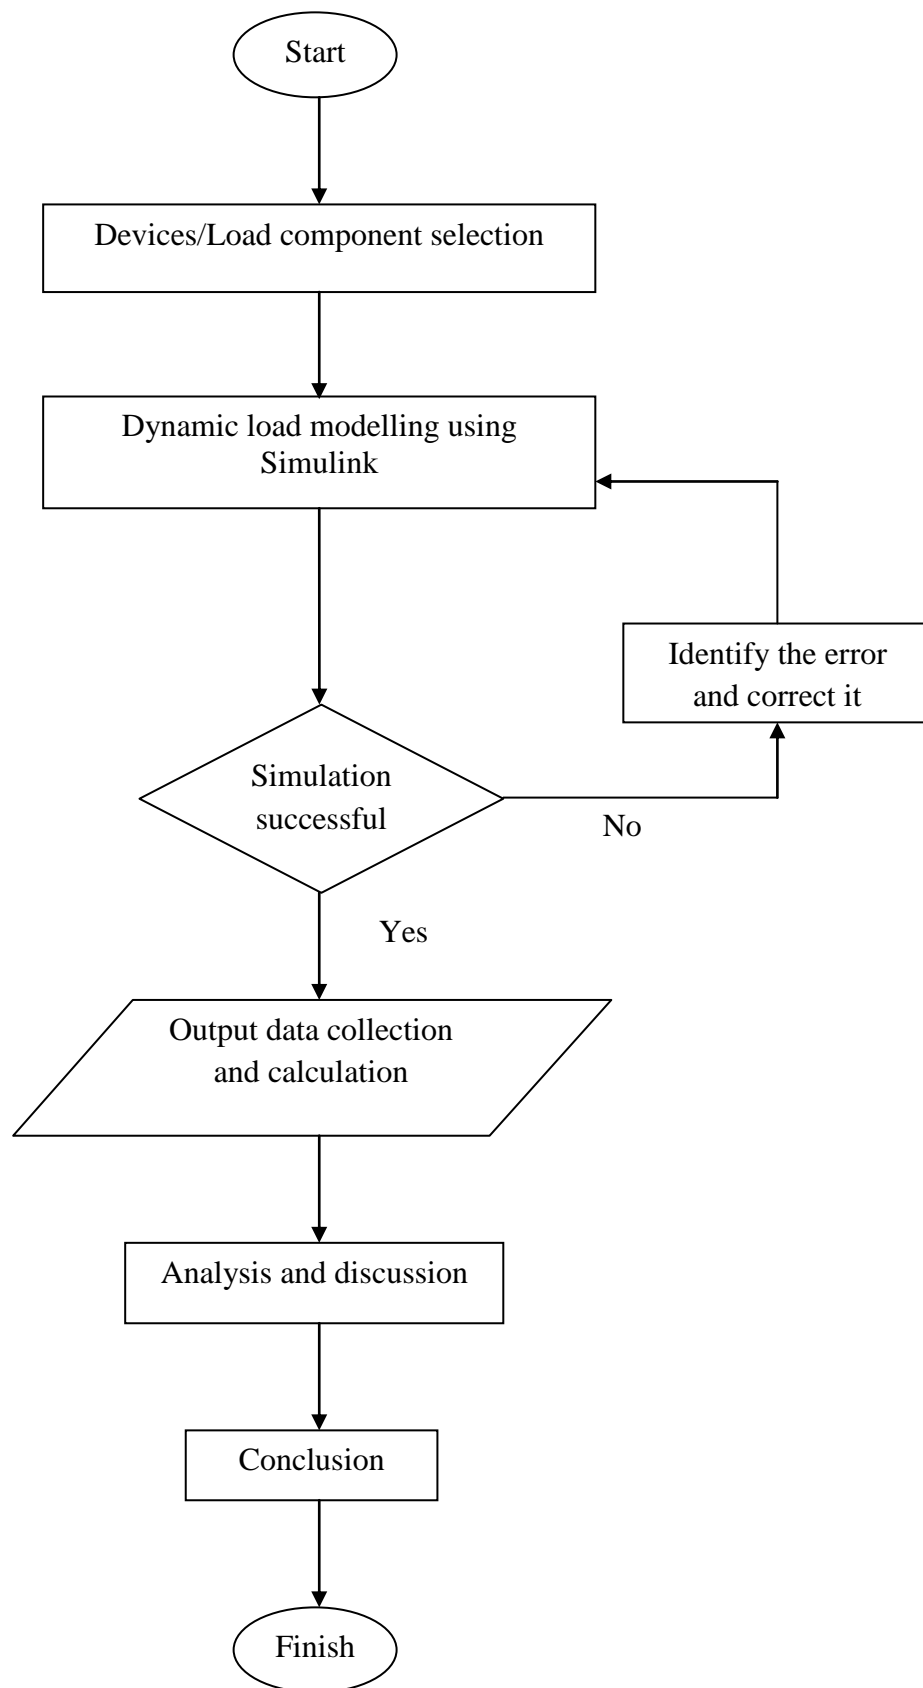 Start
Devices/Load component selection
Dynamic load modelling using
Simulink
Identify the error
and correct it
Simulation
successful
No
Yes
Output data collection
and calculation
Analysis and discussion
Conclusion
Finish